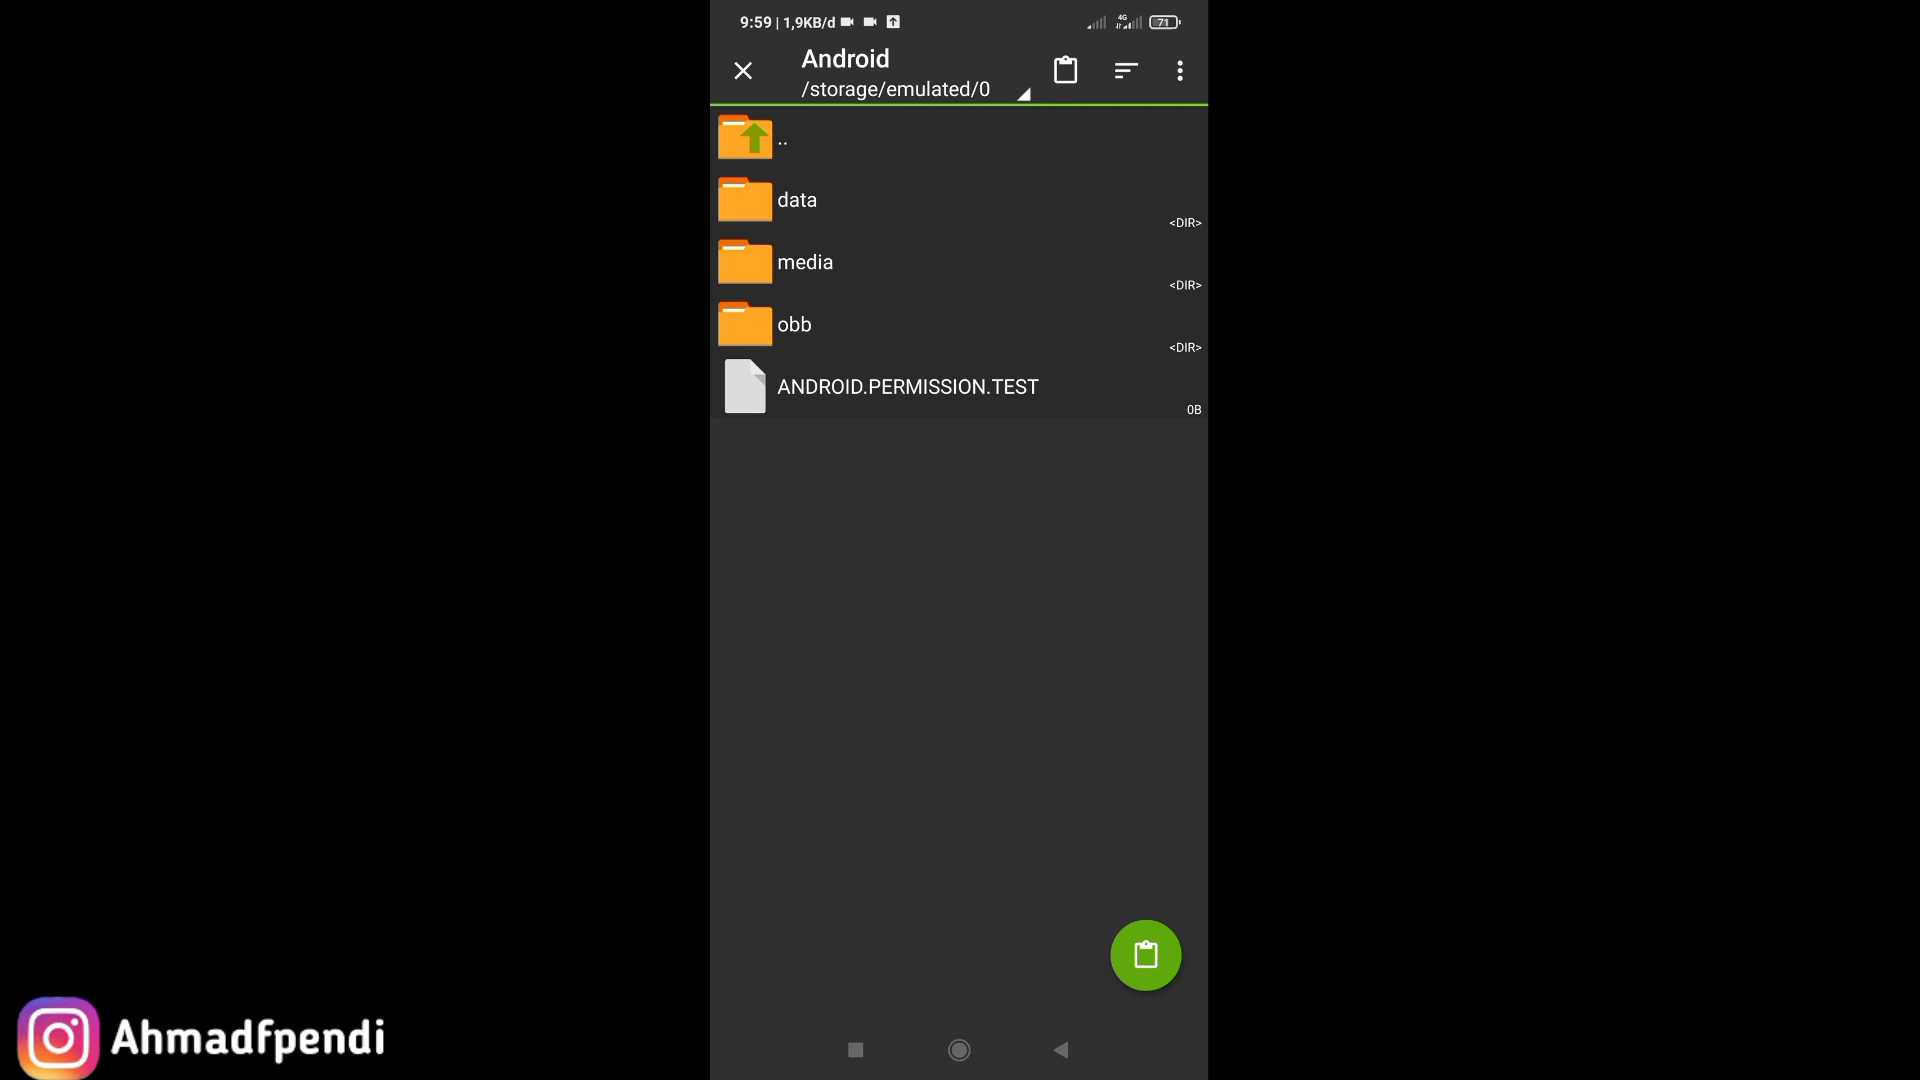 9:59 | 1,9KB/d
4G
71
Android
/storage/emulated/0
..
data
<DIR>
media
<DIR>
obb
<DIR>
ANDROID.PERMISSION.TEST
0B
Ahmadfpendi